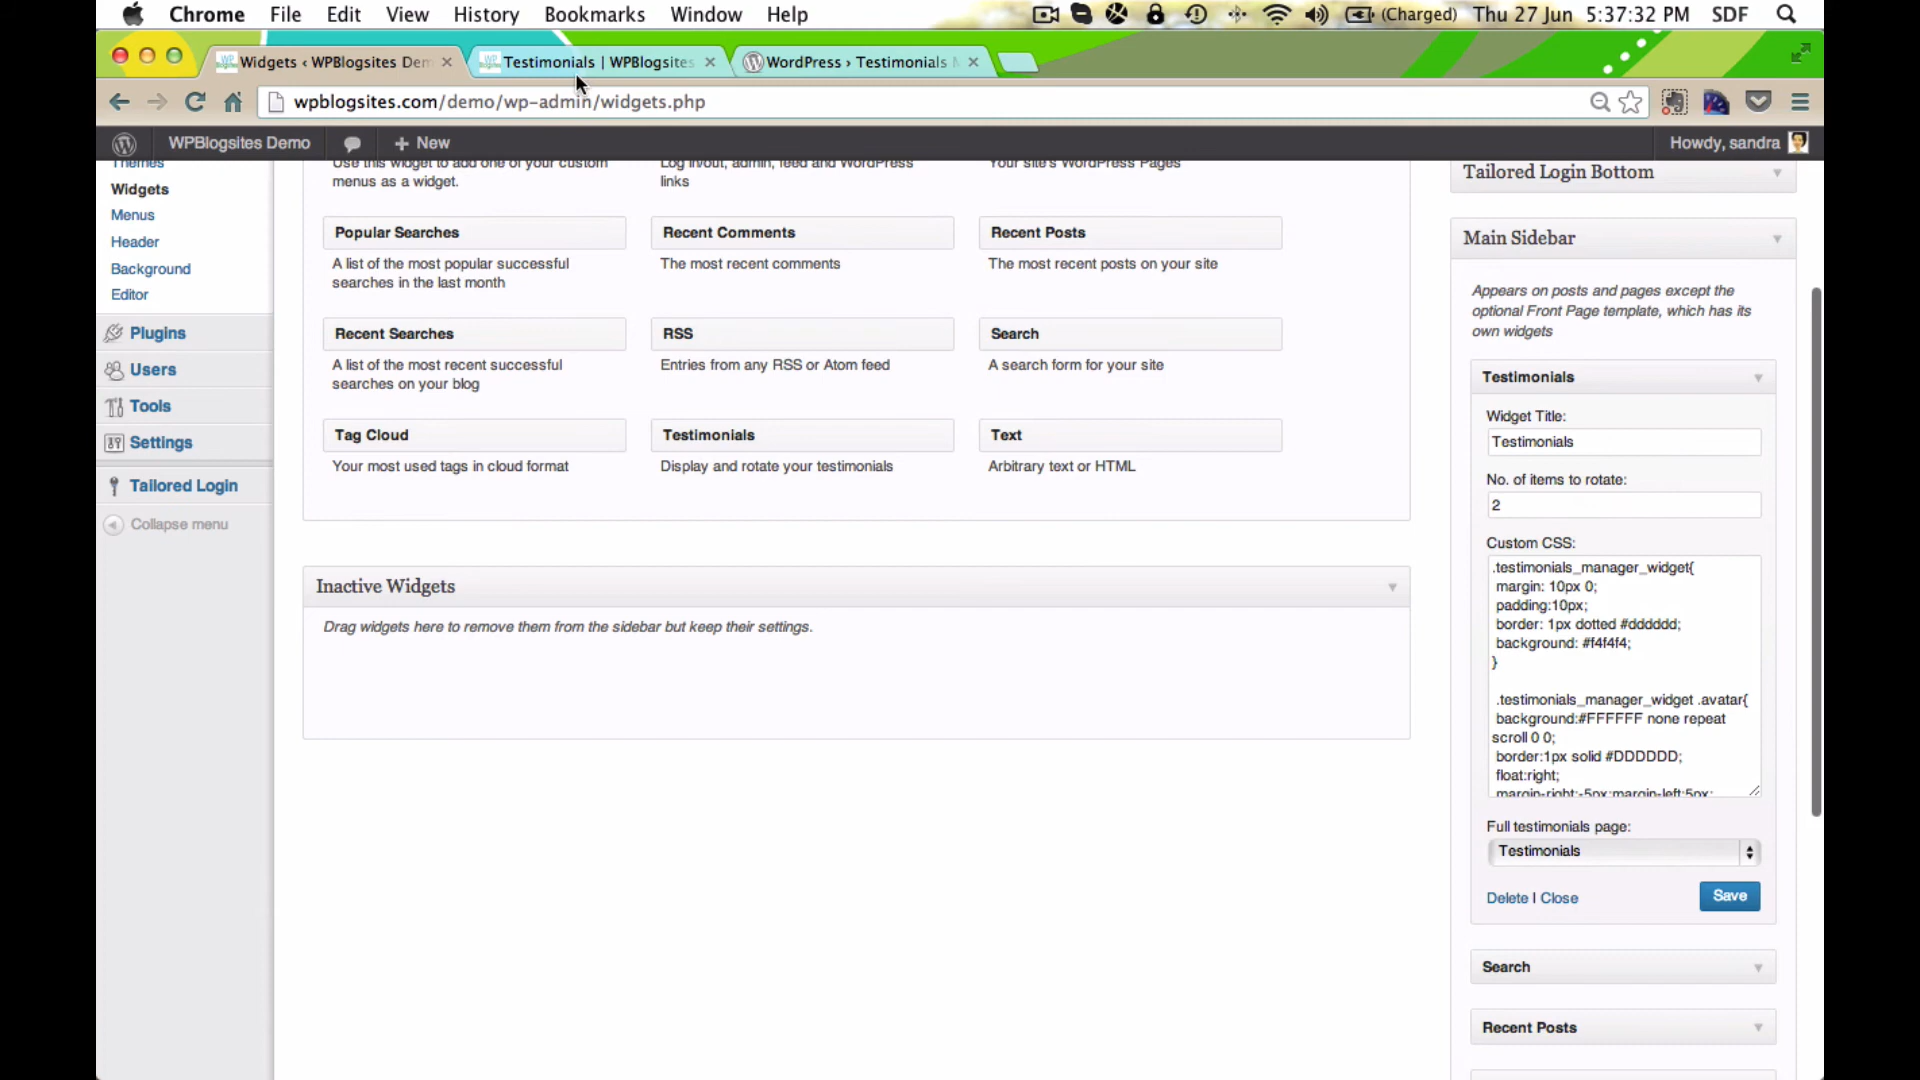 Chrome File Edit View History Bookmarks Window Help (Charged) Thu 27 Jun 5:37:32 PM SDF
Widgets ‹ WPBlogsites Dem Testimonials | WPBlogsites WordPress › Testimonials
wpblogsites.com/demo/wp-admin/widgets.php
WPBlogsites Demo + New Howdy, sandra
Themes
Widgets
Menus
Header
Background
Editor
Plugins
Users
Tools
Settings
Tailored Login
Collapse menu
Use this widget to add one of your custom
menus as a widget.
Log in/out, admin, feed and WordPress
links
Your site's WordPress Pages
Popular Searches
A list of the most popular successful
searches in the last month
Recent Comments
The most recent comments
Recent Posts
The most recent posts on your site
Recent Searches
A list of the most recent successful
searches on your blog
RSS
Entries from any RSS or Atom feed
Search
A search form for your site
Tag Cloud
Your most used tags in cloud format
Testimonials
Display and rotate your testimonials
Text
Arbitrary text or HTML
Inactive Widgets
Drag widgets here to remove them from the sidebar but keep their settings.
Tailored Login Bottom
Main Sidebar
Appears on posts and pages except the
optional Front Page template, which has its
own widgets
Testimonials
Widget Title:
Testimonials
No. of items to rotate:
2
Custom CSS:
.testimonials_manager_widget{
margin: 10px 0;
padding:10px;
border: 1px dotted #dddddd;
background: #f4f4f4;
}
.testimonials_manager_widget .avatar{
background:#FFFFFF none repeat
scroll 0 0;
border:1px solid #DDDDDD;
float:right;
margin-right:-5px;margin-left:5px;
Full testimonials page:
Testimonials
Delete | Close Save
Search
Recent Posts